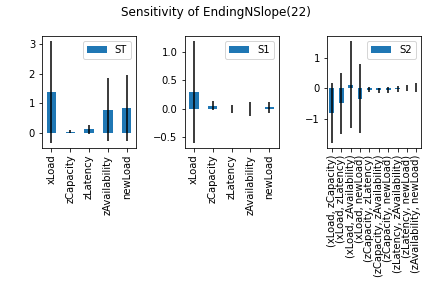 Sensitivity of EndingNSlope(22)
3
2
1
0
ST
xLoad
zCapacity
zLatency
zAvailability
newLoad
1.0
0.5
0.0
−0.5
S1
xLoad
zCapacity
zLatency
zAvailability
newLoad
1
0
−1
S2
(xLoad, zCapacity)
(xLoad, zLatency)
(xLoad, zAvailability)
(xLoad, newLoad)
(zCapacity, zLatency)
(zCapacity, zAvailability)
(zCapacity, newLoad)
(zLatency, zAvailability)
(zLatency, newLoad)
(zAvailability, newLoad)